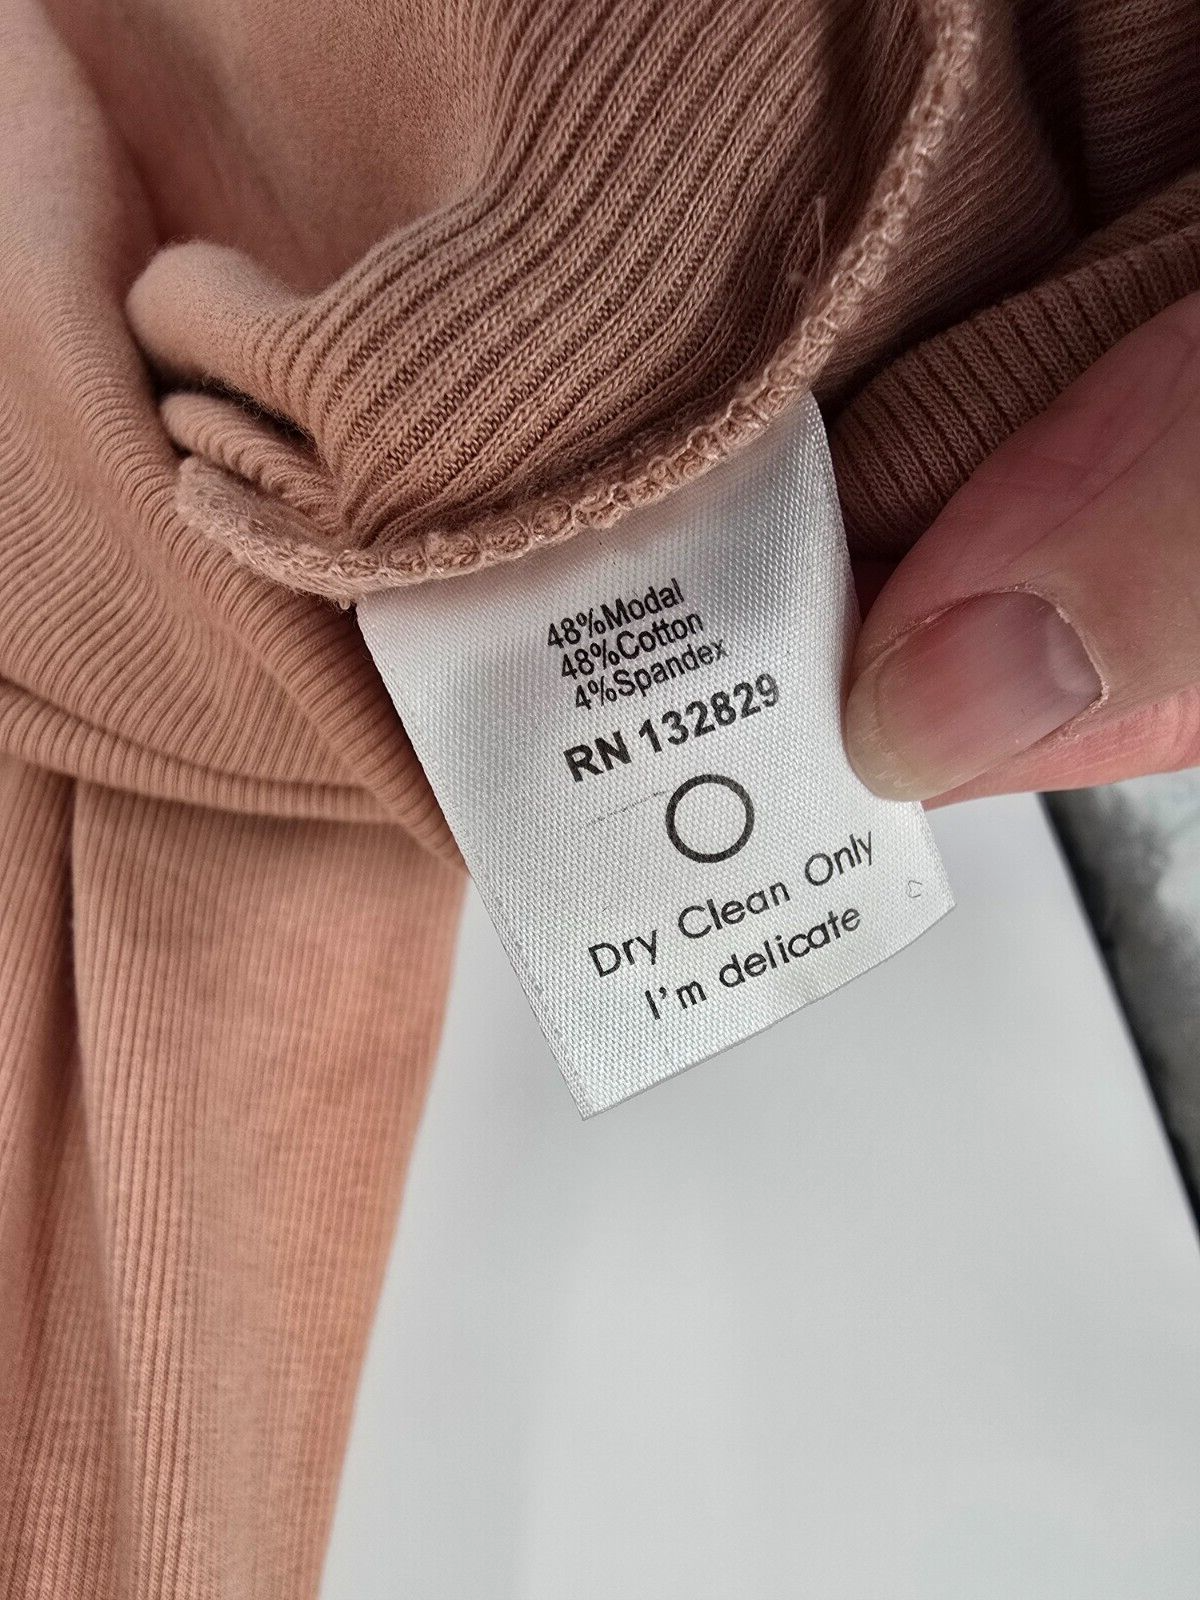 48%Modal
48%Cotton
4%Spandex
RN 132829
Dry Clean Only
I'm delicate